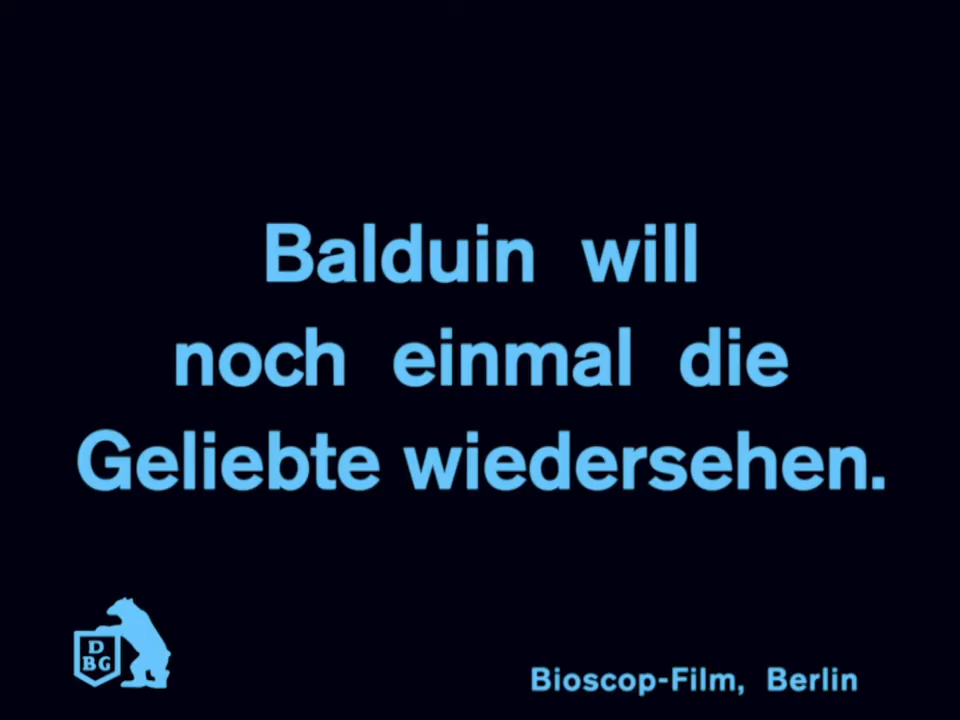 Balduin will
noch einmal die
Geliebte wiedersehen.
D
BG
Bioscop-Film, Berlin